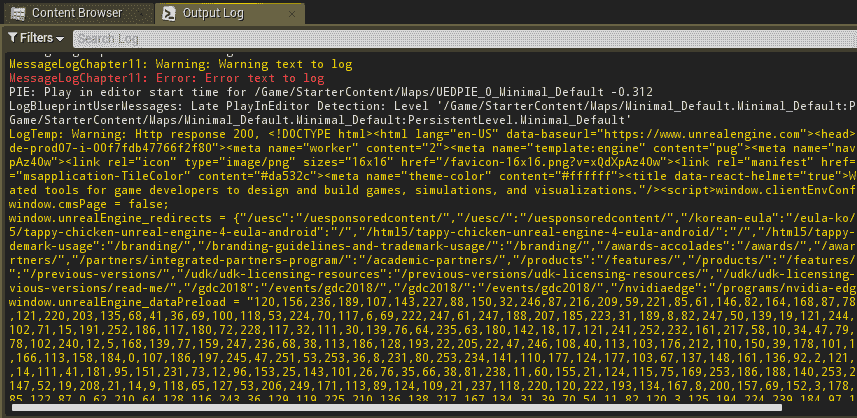 Content Browser
Output Log
Filters
Search Log
MessageLogChapter11: Warning: Warning text to log
MessageLogChapter11: Error: Error text to log
PIE: Play in editor start time for /Game/StarterContent/Maps/UEDPIE_0_Minimal_Default -0.312
LogBlueprintUserMessages: Late PlayInEditor Detection: Level '/Game/StarterContent/Maps/Minimal_Default.Minimal_Default:P
Game/StarterContent/Maps/Minimal_Default.Minimal_Default:PersistentLevel.Minimal_Default'
LogTemp: Warning: Http response 200, <!DOCTYPE html><html lang="en-US" data-baseurl="https://www.unrealengine.com"><head>
de-prod07-i-00f7fdb47766f2f80"><meta name="worker" content="2"><meta name="template:engine" content="pug"><meta name="nav
pAz40w"><link rel="icon" type="image/png" sizes="16x16" href="/favicon-16x16.png?v=xQdXpAz40w"><link rel="manifest" href=
="msapplication-TileColor" content="#da532c"><meta name="theme-color" content="#ffffff"><title data-react-helmet="true">W
ated tools for game developers to design and build games, simulations, and visualizations."/><script>window.clientEnvConf
window.cmsPage = false;
window.unrealEngine_redirects = {"/uesc":"/uesponsoredcontent/","/uesc/":"/uesponsoredcontent/","/korean-eula":"/eula-ko/
5/tappy-chicken-unreal-engine-4-eula-android":"/","/html5/tappy-chicken-unreal-engine-4-eula-android/":"/","/html5/tappy-
demark-usage":"/branding/","/branding-guidelines-and-trademark-usage/":"/branding/","/awards-accolades":"/awards/","/awar
rtners/","/partners/integrated-partners-program/":"/academic-partners/","/products":"/features/","/products/":"/features/
":"/previous-versions/","/udk/udk-licensing-resources":"/previous-versions/udk-licensing-resources/","/udk/udk-licensing-
vious-versions/read-me/","/gdc2018":"/events/gdc2018/","/gdc2018/":"/events/gdc2018/","/nvidiaedge":"/programs/nvidia-edg
window.unrealEngine_dataPreload = "120,156,236,189,107,143,227,88,150,32,246,87,216,209,59,221,85,61,146,82,164,168,87,78
,121,220,203,135,68,41,36,69,100,118,53,224,70,117,6,69,222,247,61,247,188,207,185,223,31,189,8,82,247,50,139,19,121,244,
102,71,15,191,252,186,117,180,72,228,117,32,111,30,139,76,64,235,63,180,142,18,17,121,241,252,232,161,217,58,10,34,47,79,
78,102,240,12,5,168,139,77,159,247,236,68,38,113,186,128,193,22,205,22,47,246,108,40,113,103,176,212,110,150,39,178,101,1
,166,113,158,184,0,107,186,197,245,47,251,53,253,36,8,231,80,253,234,141,110,177,124,177,103,67,137,148,161,136,92,2,121,
,14,111,41,181,95,151,231,73,12,96,153,25,143,101,26,76,35,66,38,81,238,11,60,155,21,124,115,75,169,253,186,188,140,253,2
147,52,19,208,21,14,9,118,65,127,53,206,249,171,113,89,124,109,21,237,118,220,120,222,193,134,167,8,200,157,69,152,3,178,